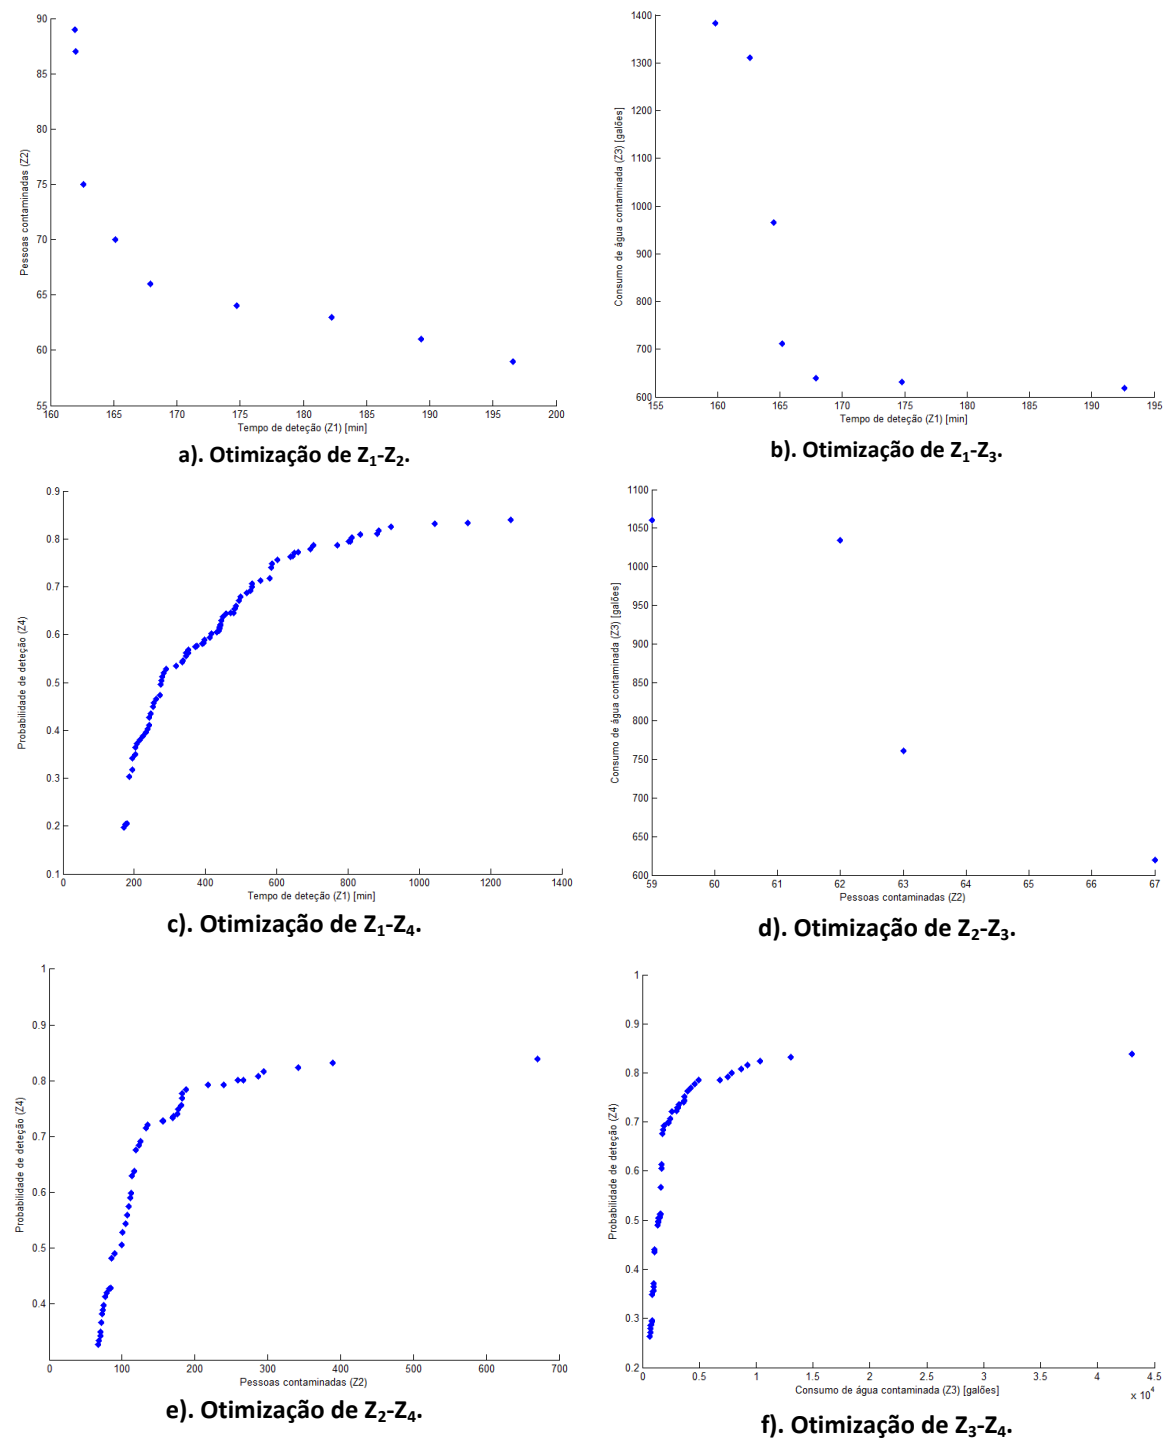 90
85
80
75
70
65
60
55
160 165 170 175 180 185 190 195 200
Pessoas contaminadas (Z2)
Tempo de deteção (Z1) [min]
a). Otimização de Z1-Z2.
1400
1300
1200
1100
1000
900
800
700
600
155 160 165 170 175 180 185 190 195
Consumo de água contaminada (Z3) [galões]
Tempo de deteção (Z1) [min]
b). Otimização de Z1-Z3.
0.9
0.8
0.7
0.6
0.5
0.4
0.3
0.2
0.1
0 200 400 600 800 1000 1200 1400
Probabilidade de deteção (Z4)
Tempo de deteção (Z1) [min]
c). Otimização de Z1-Z4.
1100
1050
1000
950
900
850
800
750
700
650
600
59 60 61 62 63 64 65 66 67
Consumo de água contaminada (Z3) [galões]
Pessoas contaminadas (Z2)
d). Otimização de Z2-Z3.
1
0.9
0.8
0.7
0.6
0.5
0.4
0 100 200 300 400 500 600 700
Probabilidade de deteção (Z4)
Pessoas contaminadas (Z2)
e). Otimização de Z2-Z4.
1
0.9
0.8
0.7
0.6
0.5
0.4
0.3
0.2
0 0.5 1 1.5 2 2.5 3 3.5 4 4.5
x 10^4
Probabilidade de deteção (Z4)
Consumo de água contaminada (Z3) [galões]
f). Otimização de Z3-Z4.